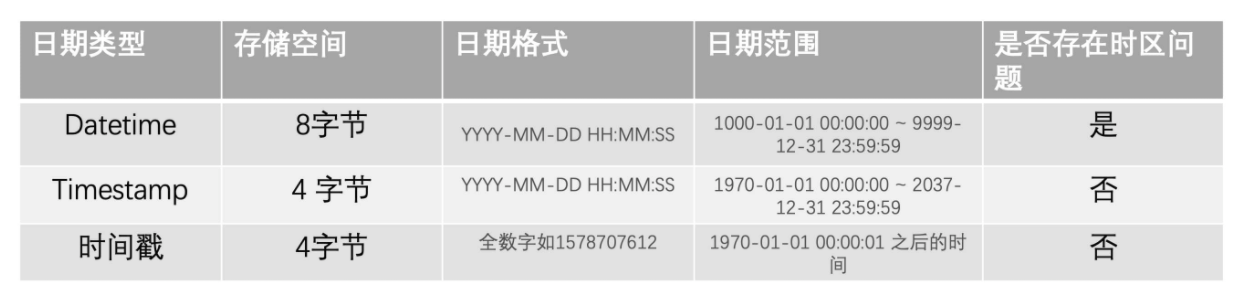 日期类型 存储空间 日期格式 日期范围 是否存在时区问
题
Datetime 8字节 YYYY-MM-DD HH:MM:SS 1000-01-01 00:00:00 ~ 9999-
12-31 23:59:59 是
Timestamp 4 字节 YYYY-MM-DD HH:MM:SS 1970-01-01 00:00:00 ~ 2037-
12-31 23:59:59 否
时间戳 4字节 全数字如1578707612 1970-01-01 00:00:01 之后的时
间 否